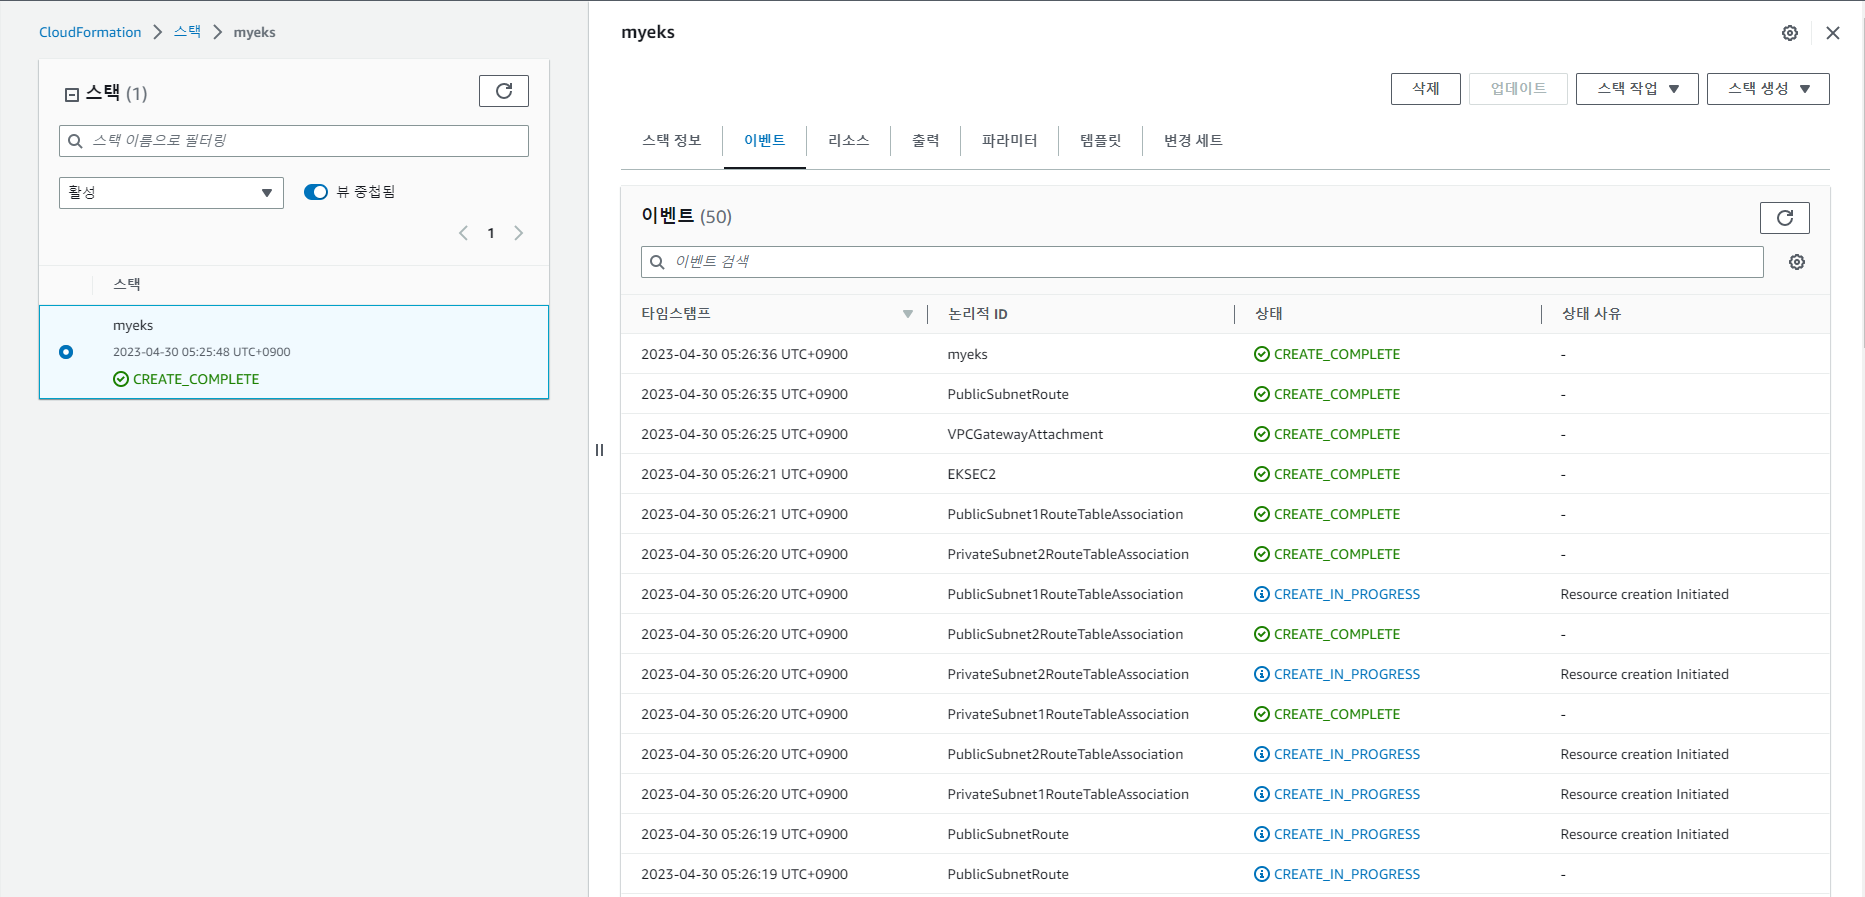 CloudFormation > 스택 > myeks
스택 (1)
스택 이름으로 필터링
활성
뷰 중첩됨
1
스택
myeks
2023-04-30 05:25:48 UTC+0900
CREATE_COMPLETE
myeks
삭제 업데이트 스택 작업 스택 생성
스택 정보 이벤트 리소스 출력 파라미터 템플릿 변경 세트
이벤트 (50)
이벤트 검색
타임스탬프 논리적 ID 상태 상태 사유
2023-04-30 05:26:36 UTC+0900 myeks CREATE_COMPLETE -
2023-04-30 05:26:35 UTC+0900 PublicSubnetRoute CREATE_COMPLETE -
2023-04-30 05:26:25 UTC+0900 VPCGatewayAttachment CREATE_COMPLETE -
2023-04-30 05:26:21 UTC+0900 EKSEC2 CREATE_COMPLETE -
2023-04-30 05:26:21 UTC+0900 PublicSubnet1RouteTableAssociation CREATE_COMPLETE -
2023-04-30 05:26:20 UTC+0900 PrivateSubnet2RouteTableAssociation CREATE_COMPLETE -
2023-04-30 05:26:20 UTC+0900 PublicSubnet1RouteTableAssociation CREATE_IN_PROGRESS Resource creation Initiated
2023-04-30 05:26:20 UTC+0900 PublicSubnet2RouteTableAssociation CREATE_COMPLETE -
2023-04-30 05:26:20 UTC+0900 PrivateSubnet2RouteTableAssociation CREATE_IN_PROGRESS Resource creation Initiated
2023-04-30 05:26:20 UTC+0900 PrivateSubnet1RouteTableAssociation CREATE_COMPLETE -
2023-04-30 05:26:20 UTC+0900 PublicSubnet2RouteTableAssociation CREATE_IN_PROGRESS Resource creation Initiated
2023-04-30 05:26:20 UTC+0900 PrivateSubnet1RouteTableAssociation CREATE_IN_PROGRESS Resource creation Initiated
2023-04-30 05:26:19 UTC+0900 PublicSubnetRoute CREATE_IN_PROGRESS Resource creation Initiated
2023-04-30 05:26:19 UTC+0900 PublicSubnetRoute CREATE_IN_PROGRESS -